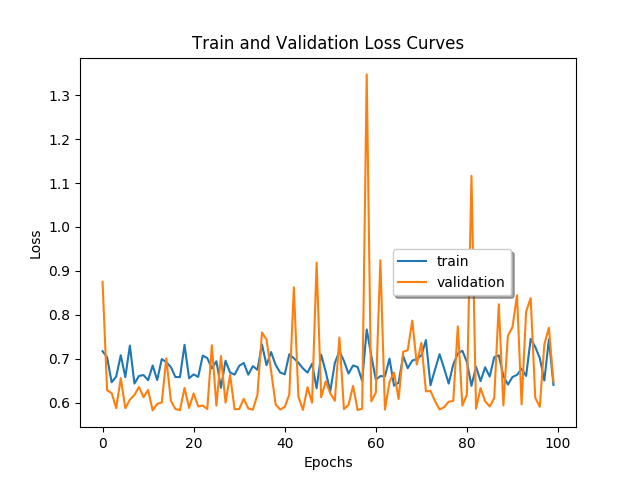 Train and Validation Loss Curves
Loss
1.3
1.2
1.1
1.0
0.9
0.8
0.7
0.6
train
validation
0 20 40 60 80 100
Epochs